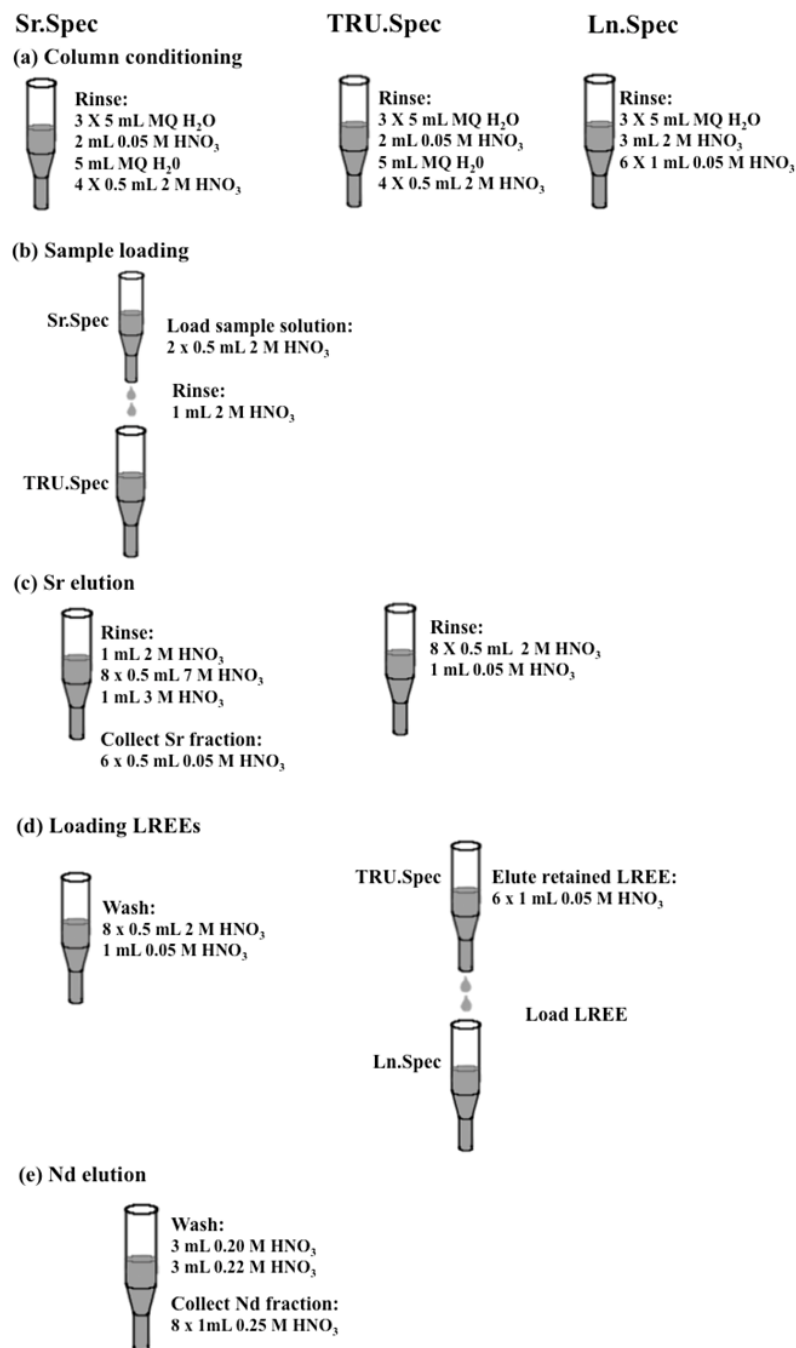 Sr.Spec
TRU.Spec
Ln.Spec
(a) Column conditioning
Rinse:
3 X 5 mL MQ H₂O
2 mL 0.05 M HNO₃
5 mL MQ H₂0
4 X 0.5 mL 2 M HNO₃
Rinse:
3 X 5 mL MQ H₂O
2 mL 0.05 M HNO₃
5 mL MQ H₂0
4 X 0.5 mL 2 M HNO₃
Rinse:
3 X 5 mL MQ H₂O
3 mL 2 M HNO₃
6 X 1 mL 0.05 M HNO₃
(b) Sample loading
Sr.Spec
Load sample solution:
2 x 0.5 mL 2 M HNO₃
Rinse:
1 mL 2 M HNO₃
TRU.Spec
(c) Sr elution
Rinse:
1 mL 2 M HNO₃
8 x 0.5 mL 7 M HNO₃
1 mL 3 M HNO₃
Collect Sr fraction:
6 x 0.5 mL 0.05 M HNO₃
Rinse:
8 X 0.5 mL 2 M HNO₃
1 mL 0.05 M HNO₃
(d) Loading LREEs
Wash:
8 x 0.5 mL 2 M HNO₃
1 mL 0.05 M HNO₃
TRU.Spec
Elute retained LREE:
6 x 1 mL 0.05 M HNO₃
Load LREE
Ln.Spec
(e) Nd elution
Wash:
3 mL 0.20 M HNO₃
3 mL 0.22 M HNO₃
Collect Nd fraction:
8 x 1mL 0.25 M HNO₃